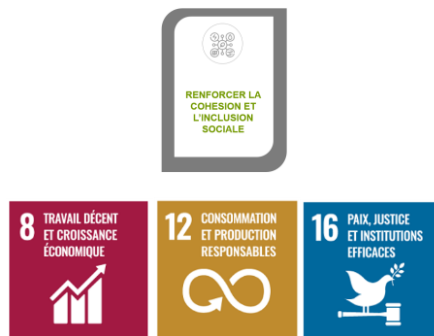 RENFORCER LA
COHESION ET
L'INCLUSION
SOCIALE
8 TRAVAIL DÉCENT
ET CROISSANCE
ÉCONOMIQUE
12 CONSOMMATION
ET PRODUCTION
RESPONSABLES
16 PAIX, JUSTICE
ET INSTITUTIONS
EFFICACES